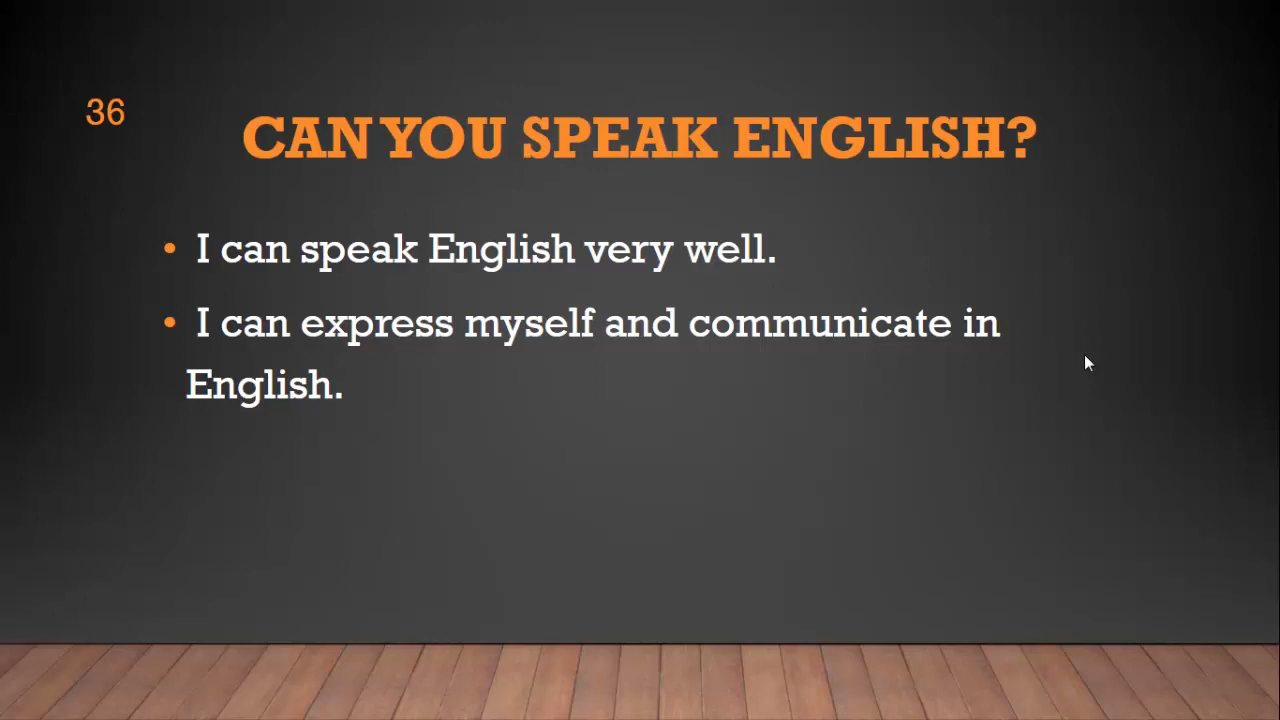 36
CAN YOU SPEAK ENGLISH?
• I can speak English very well.
• I can express myself and communicate in
English.